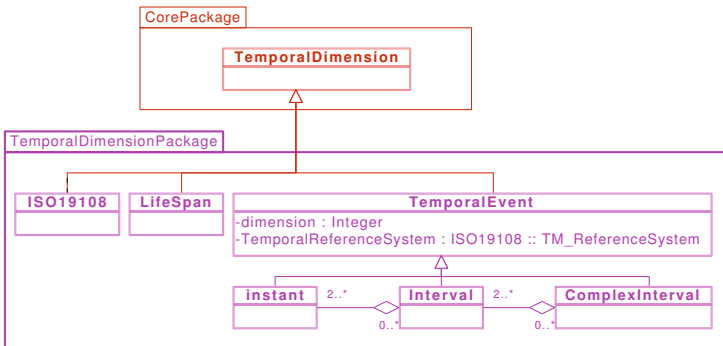 CorePackage
TemporalDimension
TemporalDimensionPackage
ISO19108
LifeSpan
TemporalEvent
-dimension : Integer
-TemporalReferenceSystem : ISO19108 :: TM_ReferenceSystem
instant
2..*
0..*
Interval
2..*
0..*
ComplexInterval